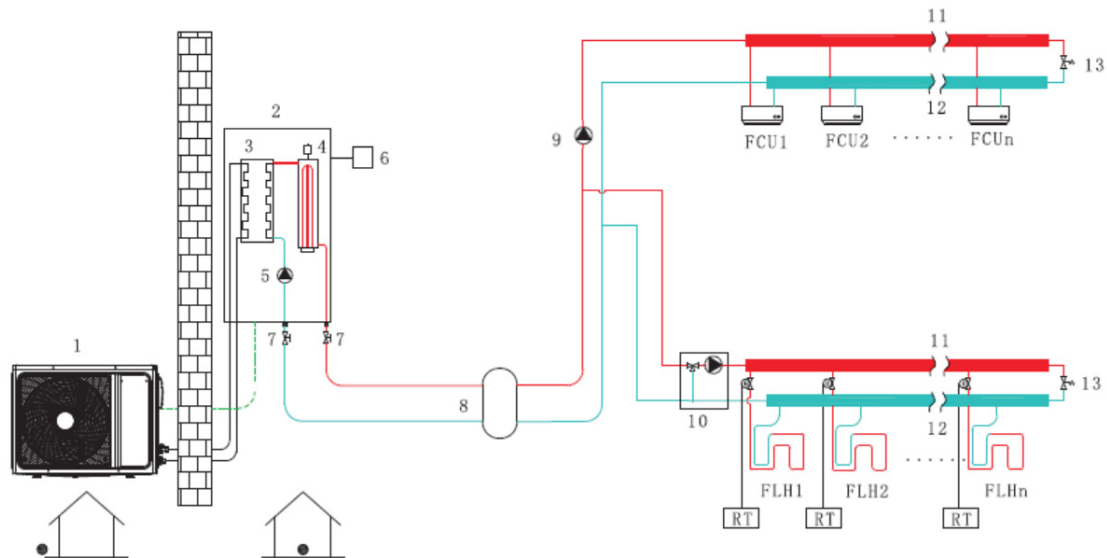 11
13
2
12
3
4
9
6
FCU1
FCU2
......
FCUn
5
1
7
7
11
13
8
10
12
......
FLH1
FLH2
FLHn
RT
RT
RT